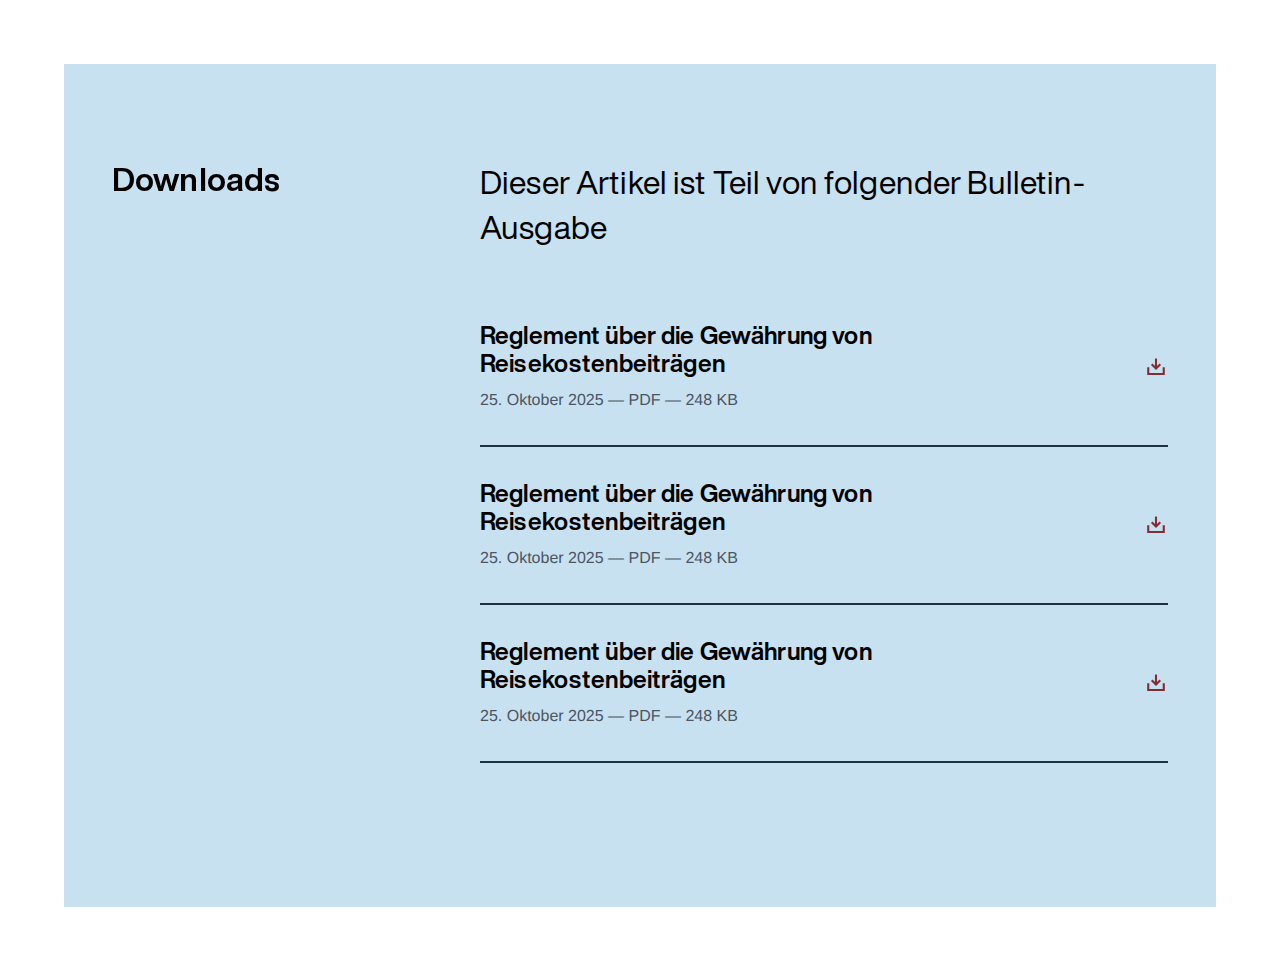 Downloads
Dieser Artikel ist Teil von folgender Bulletin-
Ausgabe
Reglement über die Gewährung von
Reisekostenbeiträgen
25. Oktober 2025 — PDF — 248 KB
Reglement über die Gewährung von
Reisekostenbeiträgen
25. Oktober 2025 — PDF — 248 KB
Reglement über die Gewährung von
Reisekostenbeiträgen
25. Oktober 2025 — PDF — 248 KB